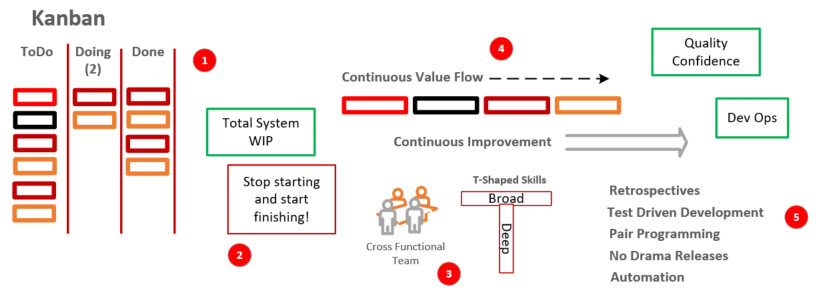 Kanban
ToDo
Doing
(2)
Done
1
Total System
WIP
Stop starting
and start
finishing!
2
4
Continuous Value Flow
Continuous Improvement
Cross Functional
Team
3
T-Shaped Skills
Broad
Deep
Quality
Confidence
Dev Ops
Retrospectives
Test Driven Development
Pair Programming
No Drama Releases
Automation
5